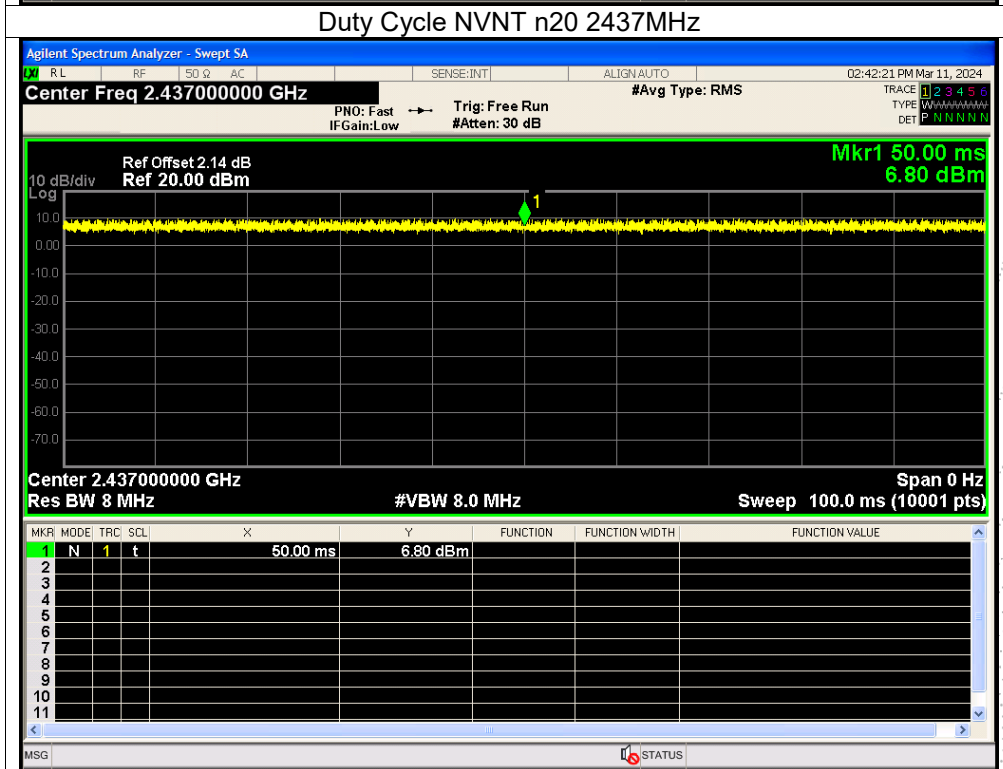 Duty Cycle NVNT n20 2437MHz
Agilent Spectrum Analyzer - Swept SA
LXI RL RF 50 Ω AC SENSE:INT ALIGN AUTO 02:42:21 PM Mar 11, 2024
Center Freq 2.437000000 GHz #Avg Type: RMS TRACE 1 2 3 4 5 6
PNO: Fast Trig: Free Run TYPE WWWWWW
IFGain:Low #Atten: 30 dB DET P N N N N N
Mkr1 50.00 ms
6.80 dBm
Ref Offset 2.14 dB
10 dB/div Ref 20.00 dBm
Log
1
10.0
0.00
-10.0
-20.0
-30.0
-40.0
-50.0
-60.0
-70.0
Center 2.437000000 GHz Span 0 Hz
Res BW 8 MHz #VBW 8.0 MHz Sweep 100.0 ms (10001 pts)
MKR MODE TRC SCL X Y FUNCTION FUNCTION WIDTH FUNCTION VALUE
1 N 1 t 50.00 ms 6.80 dBm
2
3
4
5
6
7
8
9
10
11
MSG STATUS